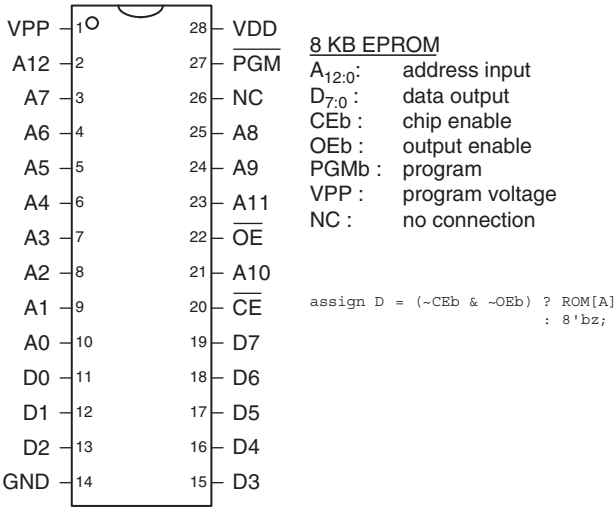 VPP 1 28 VDD
A12 2 27 PGM
A7 3 26 NC
A6 4 25 A8
A5 5 24 A9
A4 6 23 A11
A3 7 22 OE
A2 8 21 A10
A1 9 20 CE
A0 10 19 D7
D0 11 18 D6
D1 12 17 D5
D2 13 16 D4
GND 14 15 D3
8 KB EPROM
A12:0: address input
D7:0 : data output
CEb : chip enable
OEb : output enable
PGMb : program
VPP : program voltage
NC : no connection
assign D = (~CEb & ~OEb) ? ROM[A]
: 8'bz;